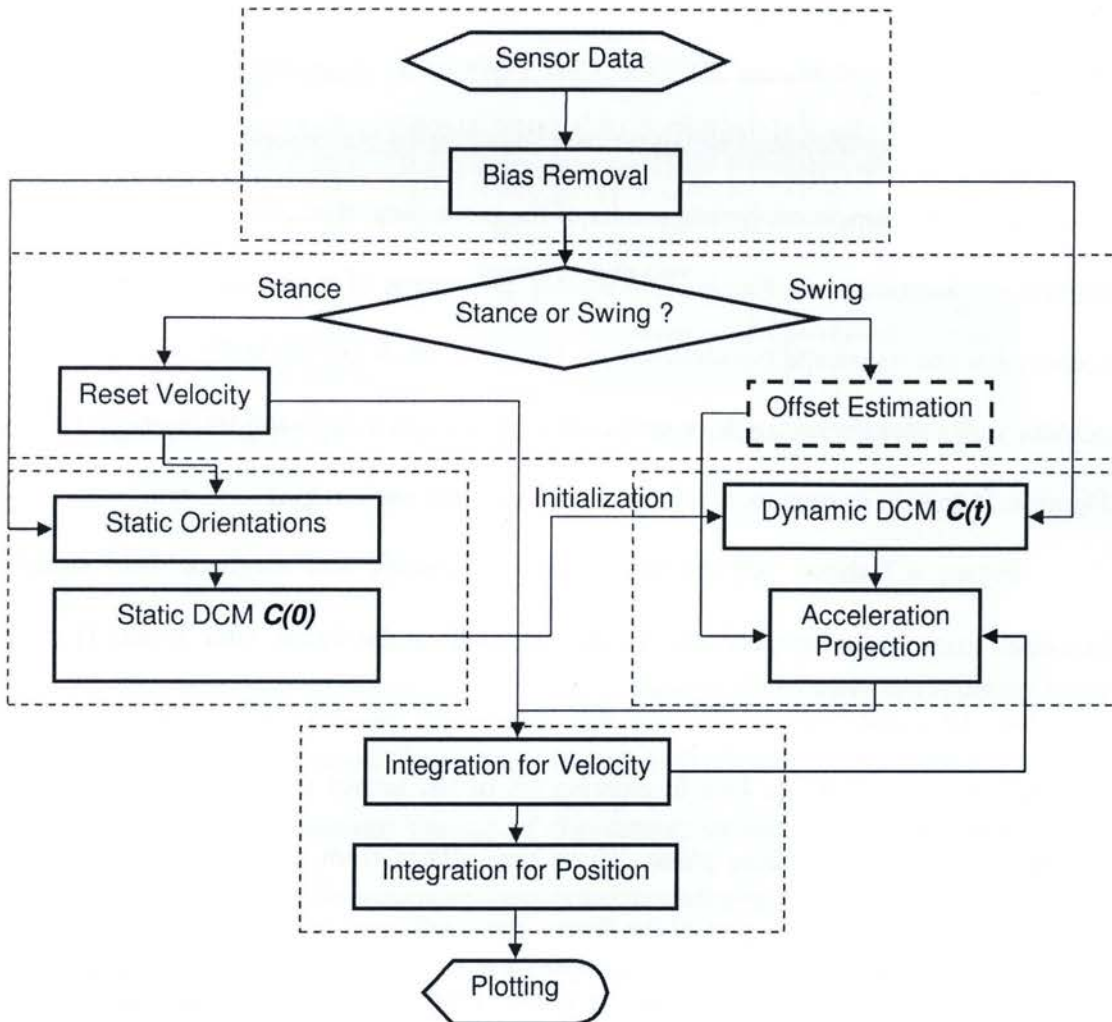 Sensor Data
Bias Removal
Stance
Swing
Stance or Swing ?
Reset Velocity
Offset Estimation
Initialization
Static Orientations
Dynamic DCM C(t)
Static DCM C(0)
Acceleration
Projection
Integration for Velocity
Integration for Position
Plotting